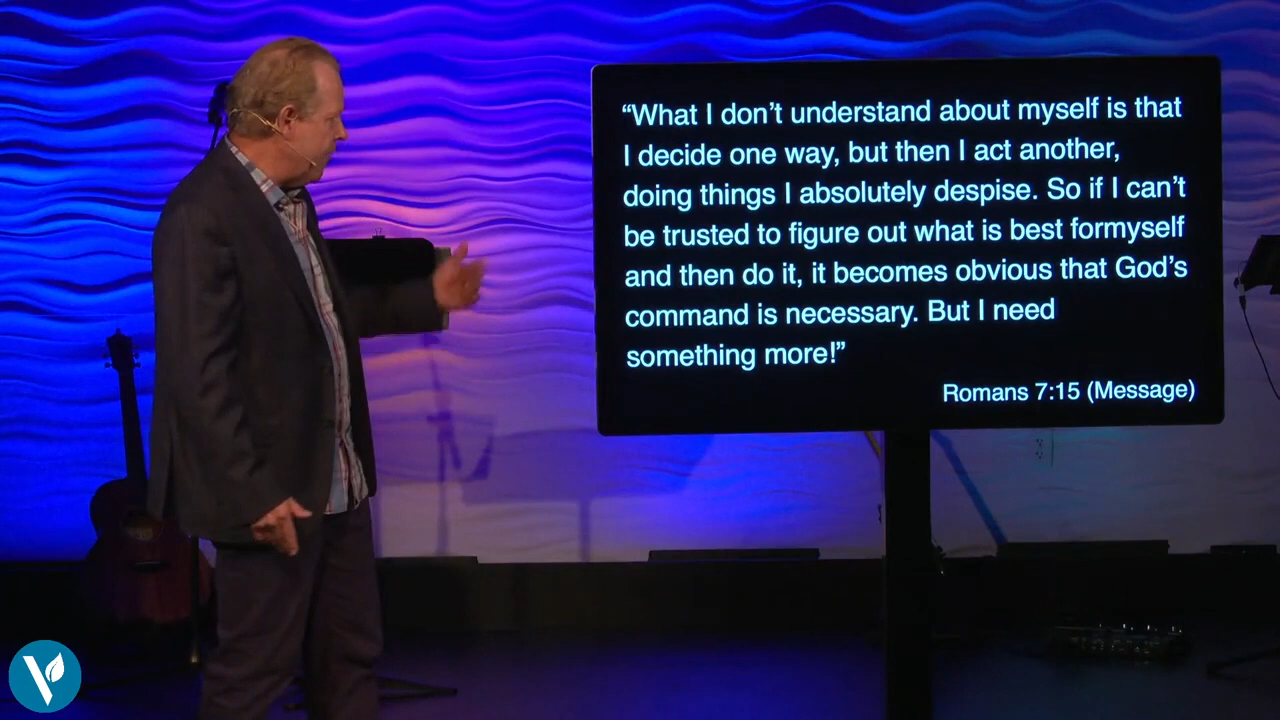 “What I don’t understand about myself is that
I decide one way, but then I act another,
doing things I absolutely despise. So if I can’t
be trusted to figure out what is best formyself
and then do it, it becomes obvious that God’s
command is necessary. But I need
something more!”
Romans 7:15 (Message)